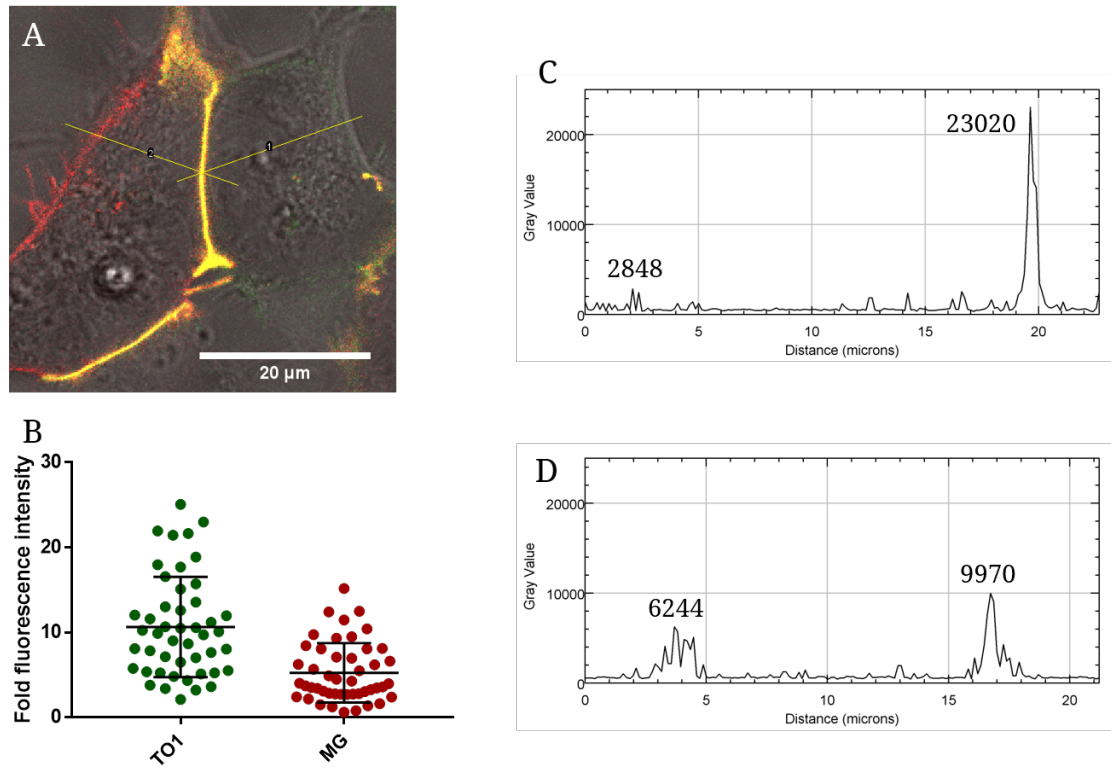 A
2
1
20 µm
B
Fold fluorescence intensity
30
20
10
0
TO1
MG
C
Gray Value
20000
10000
0
23020
2848
0
5
10
15
20
Distance (microns)
D
Gray Value
20000
10000
0
9970
6244
0
5
10
15
20
Distance (microns)